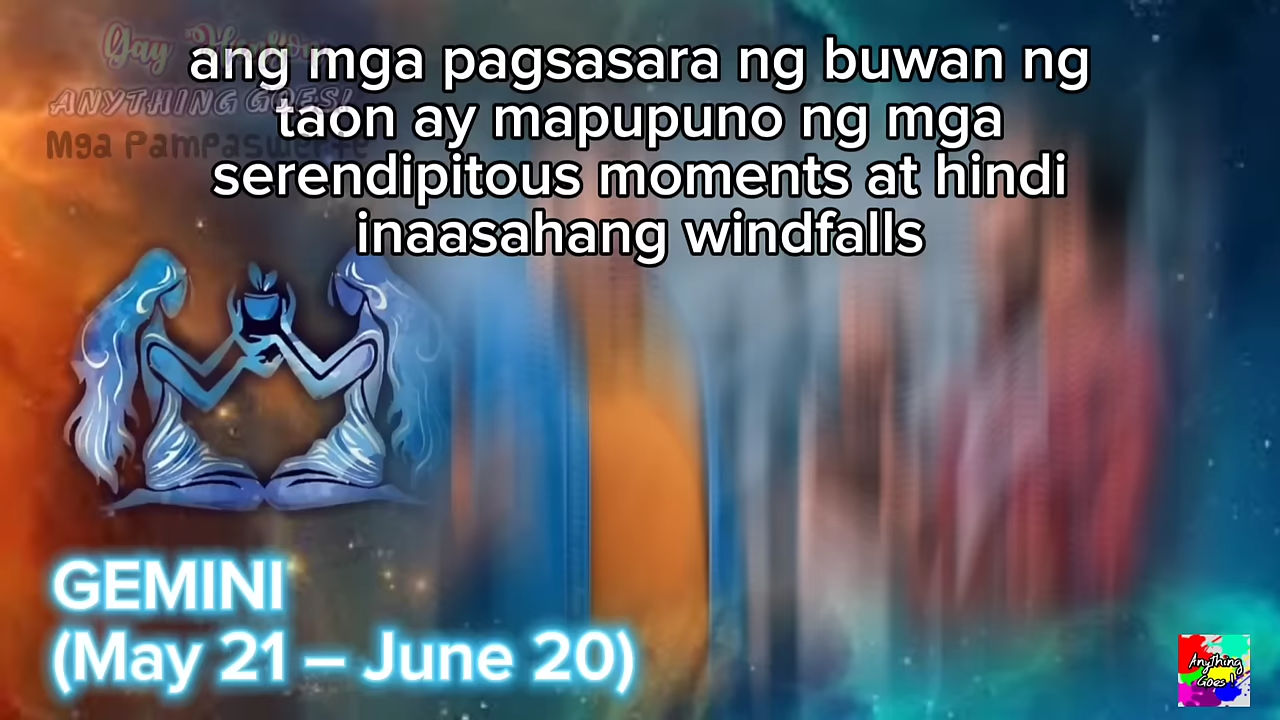 ang mga pagsasara ng buwan ng
taon ay mapupuno ng mga
serendipitous moments at hindi
inaasahang windfalls
ANYTHING GOES!
Mga Pampaswerte
GEMINI
(May 21 – June 20)
Anything
Goes!